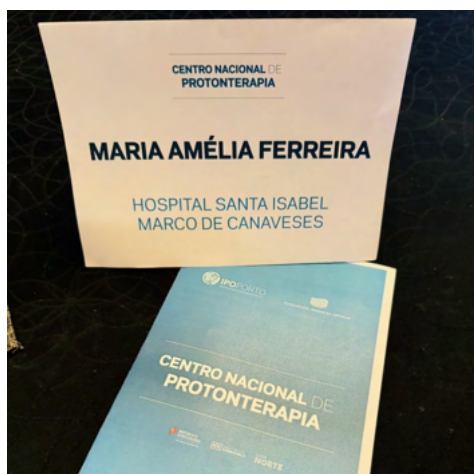 CENTRO NACIONAL DE
PROTONTERAPIA
MARIA AMÉLIA FERREIRA
HOSPITAL SANTA ISABEL
MARCO DE CANAVESES
IPOPORTO
CENTRO NACIONAL DE
PROTONTERAPIA
NORTE